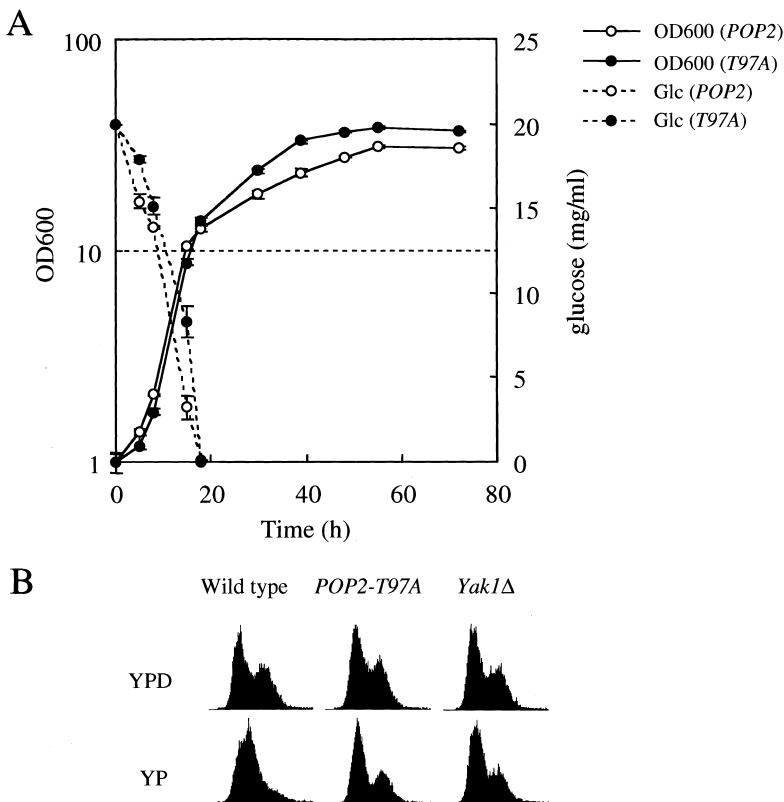 A
100
10
1
OD600
0
20
40
60
80
Time (h)
25
20
15
10
5
0
glucose (mg/ml)
OD600 (POP2)
OD600 (T97A)
Glc (POP2)
Glc (T97A)
B
Wild type
POP2-T97A
Yak1Δ
YPD
YP